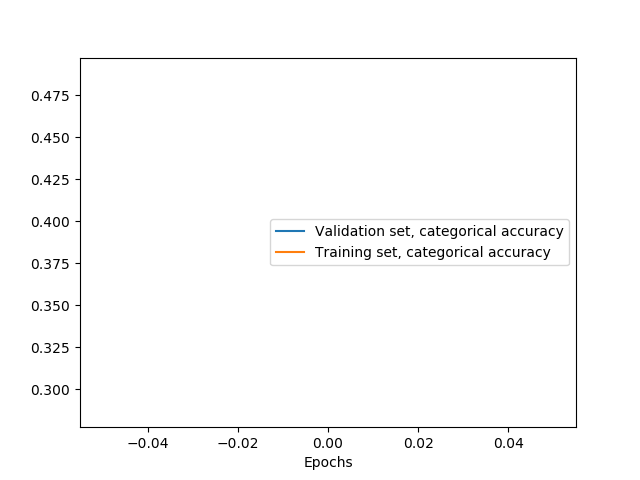 0.475
0.450
0.425
0.400
0.375
0.350
0.325
0.300
Validation set, categorical accuracy
Training set, categorical accuracy
−0.04 −0.02 0.00 0.02 0.04
Epochs